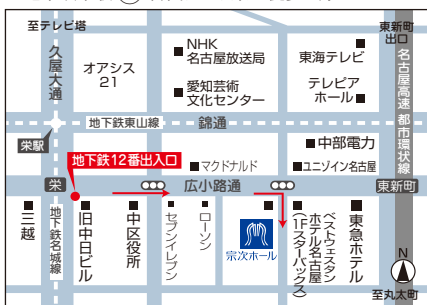 至テレビ塔
久屋大通
オアシス
21
■NHK
名古屋放送局
■愛知芸術
文化センター
東海テレビ
テレピア
ホール■
東新町
出口
名古屋高速 都市環状線
地下鉄東山線
錦通
栄駅
地下鉄12番出入口
■中部電力
■マクドナルド
■ユニゾイン名古屋
栄
広小路通
東新町
三越
地下鉄名城線
旧中日ビル
中区役所
セブンイレブン
ローソン
宗次ホール
ベストウェスタン
ホテル名古屋
(1Fスターバックス)
東急ホテル
N
至丸太町